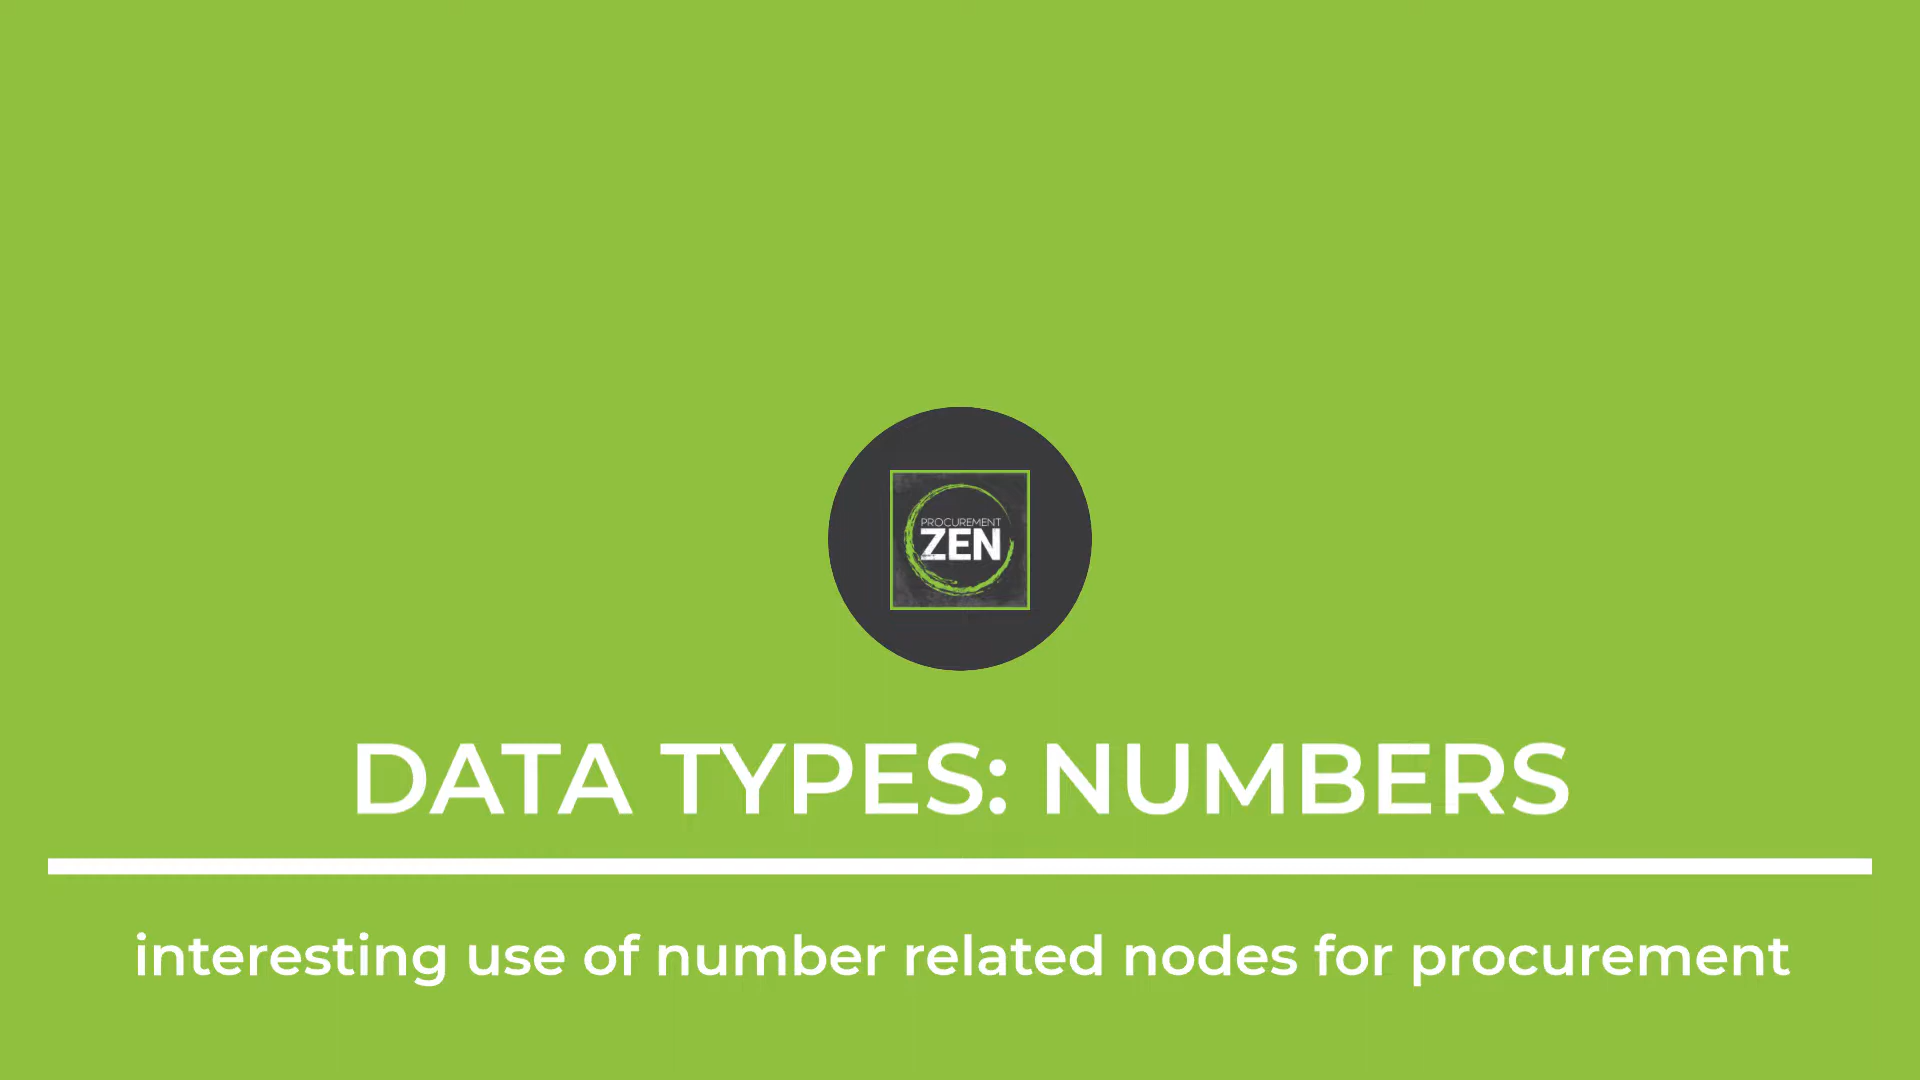 PROCUREMENT
ZEN
DATA TYPES: NUMBERS
interesting use of number related nodes for procurement